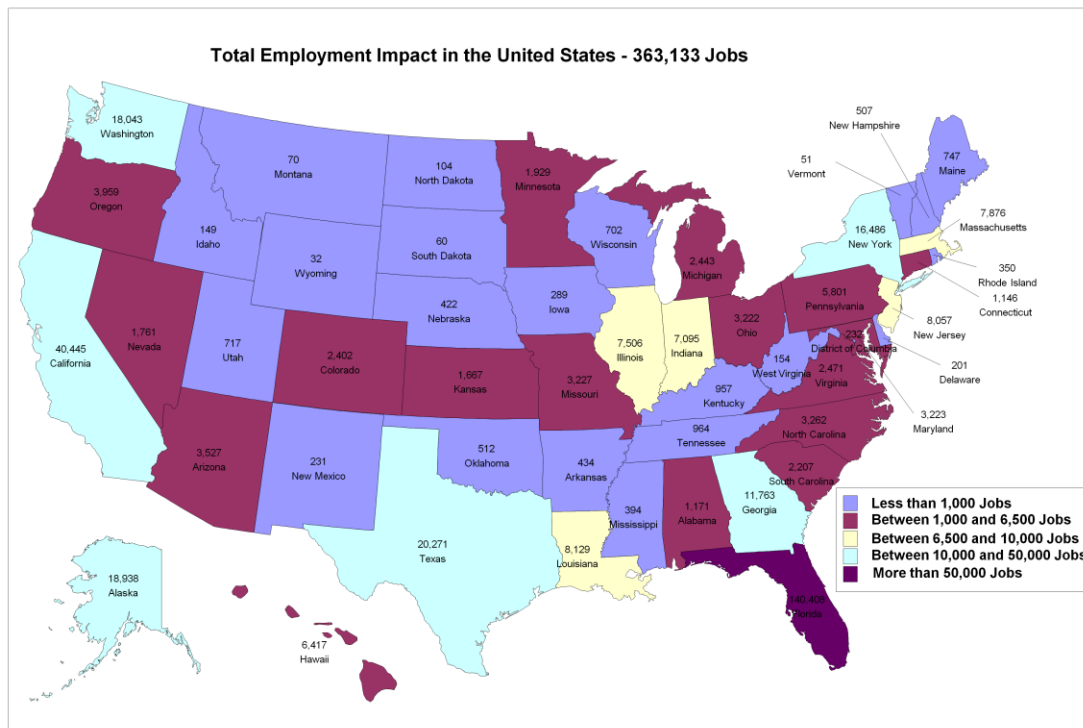 Total Employment Impact in the United States - 363,133 Jobs
18,043
Washington
3,959
Oregon
40,445
California
1,761
Nevada
149
Idaho
70
Montana
32
Wyoming
717
Utah
3,527
Arizona
2,402
Colorado
231
New Mexico
104
North Dakota
60
South Dakota
422
Nebraska
1,667
Kansas
512
Oklahoma
20,271
Texas
1,929
Minnesota
289
Iowa
3,227
Missouri
434
Arkansas
8,129
Louisiana
702
Wisconsin
7,506
Illinois
2,443
Michigan
7,095
Indiana
3,222
Ohio
957
Kentucky
964
Tennessee
394
Mississippi
1,171
Alabama
11,763
Georgia
140,408
Florida
2,207
South Carolina
3,262
North Carolina
2,471
Virginia
154
West Virginia
232
District of Columbia
5,801
Pennsylvania
16,486
New York
51
Vermont
507
New Hampshire
747
Maine
7,876
Massachusetts
350
Rhode Island
1,146
Connecticut
8,057
New Jersey
201
Delaware
3,223
Maryland
18,938
Alaska
6,417
Hawaii
Less than 1,000 Jobs
Between 1,000 and 6,500 Jobs
Between 6,500 and 10,000 Jobs
Between 10,000 and 50,000 Jobs
More than 50,000 Jobs